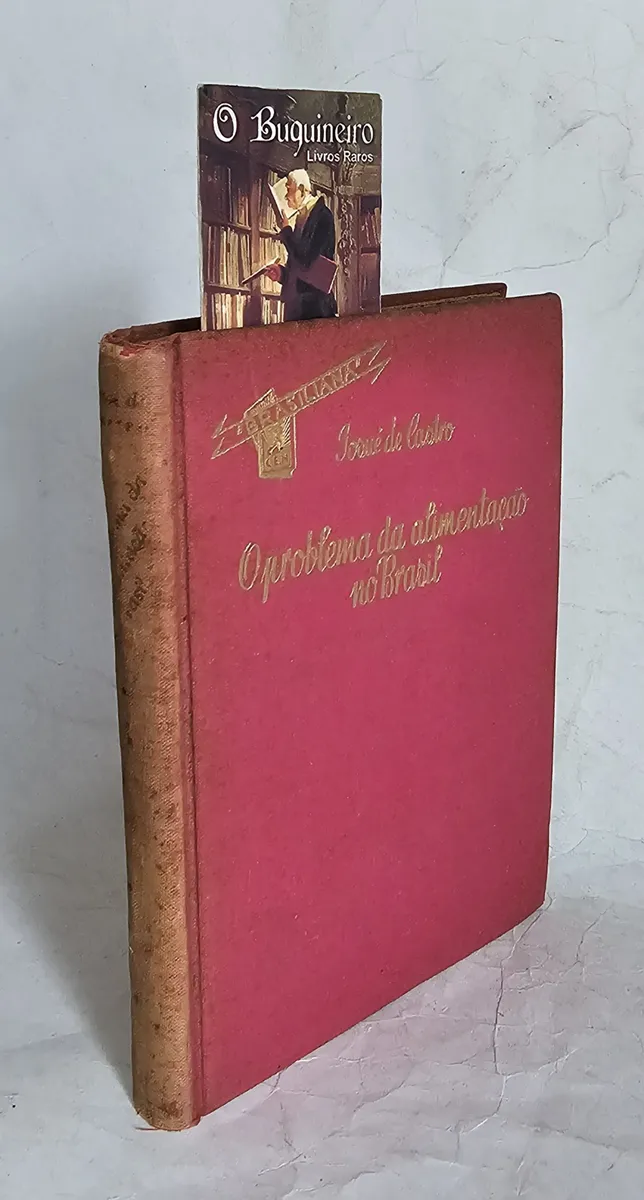 O Buquineiro
Livros Raros
"BRASILIANA"
C.E.N
Josué de Castro
O problema da alimentação
no Brasil